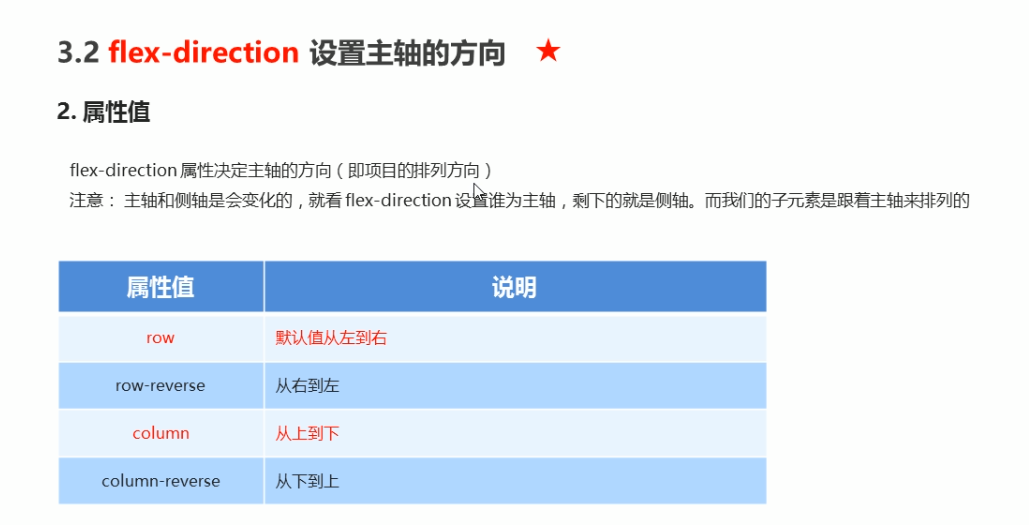 3.2 flex-direction 设置主轴的方向 ★
2. 属性值
flex-direction 属性决定主轴的方向（即项目的排列方向）
注意： 主轴和侧轴是会变化的，就看 flex-direction 设置谁为主轴，剩下的就是侧轴。而我们的子元素是跟着主轴来排列的
属性值 说明
row 默认值从左到右
row-reverse 从右到左
column 从上到下
column-reverse 从下到上